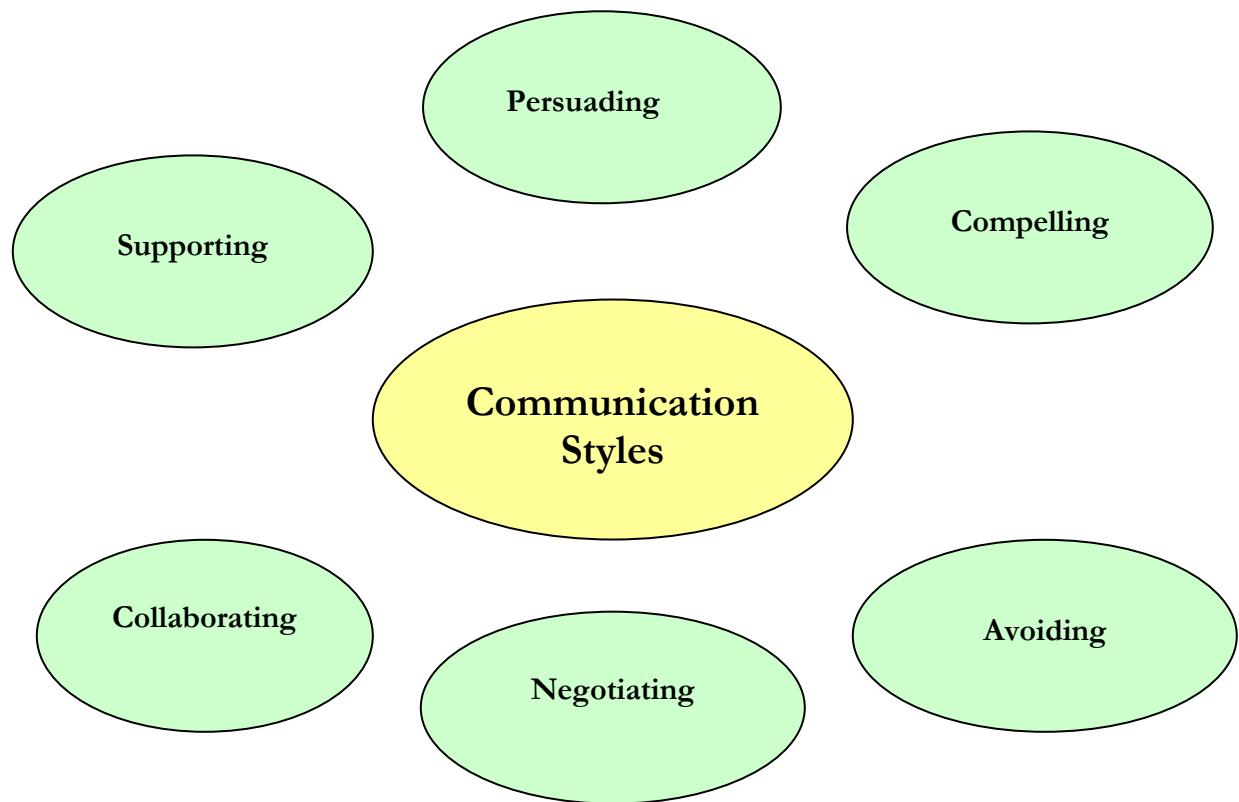 Persuading
Compelling
Supporting
Communication
Styles
Collaborating
Avoiding
Negotiating